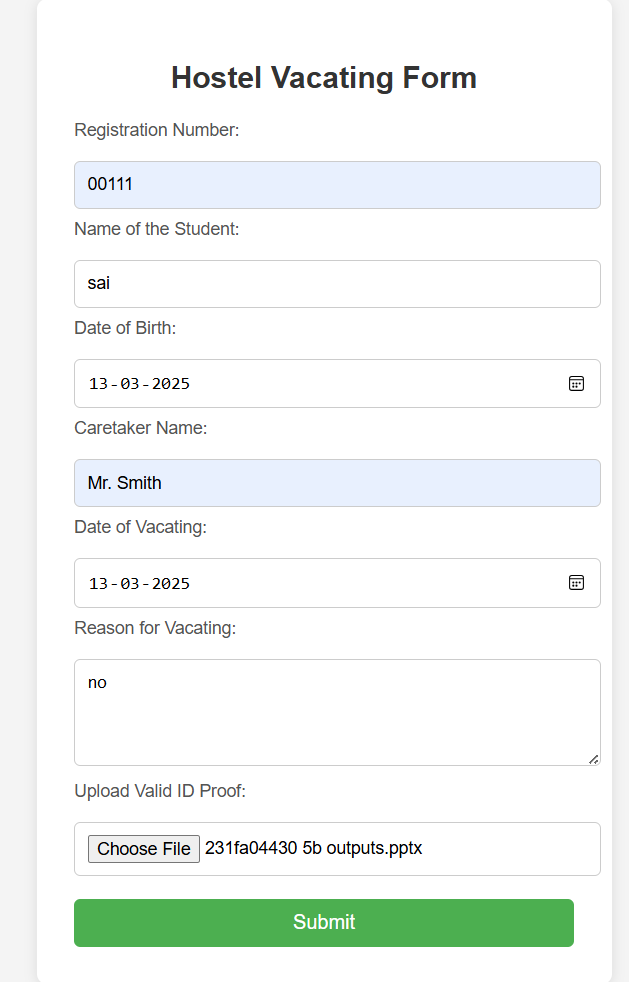 Hostel Vacating Form
Registration Number:
00111
Name of the Student:
sai
Date of Birth:
13-03-2025
Caretaker Name:
Mr. Smith
Date of Vacating:
13-03-2025
Reason for Vacating:
no
Upload Valid ID Proof:
Choose File 231fa04430 5b outputs.pptx
Submit